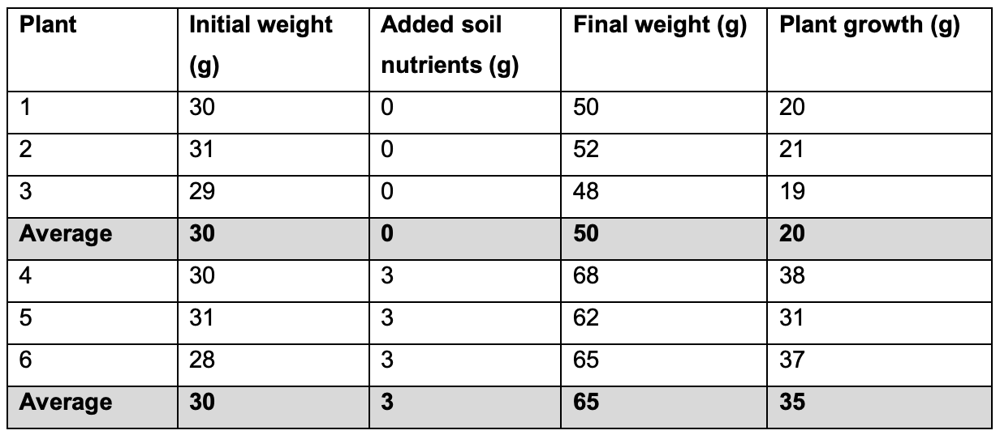 Plant Initial weight (g) Added soil nutrients (g) Final weight (g) Plant growth (g)
1 30 0 50 20
2 31 0 52 21
3 29 0 48 19
Average 30 0 50 20
4 30 3 68 38
5 31 3 62 31
6 28 3 65 37
Average 30 3 65 35